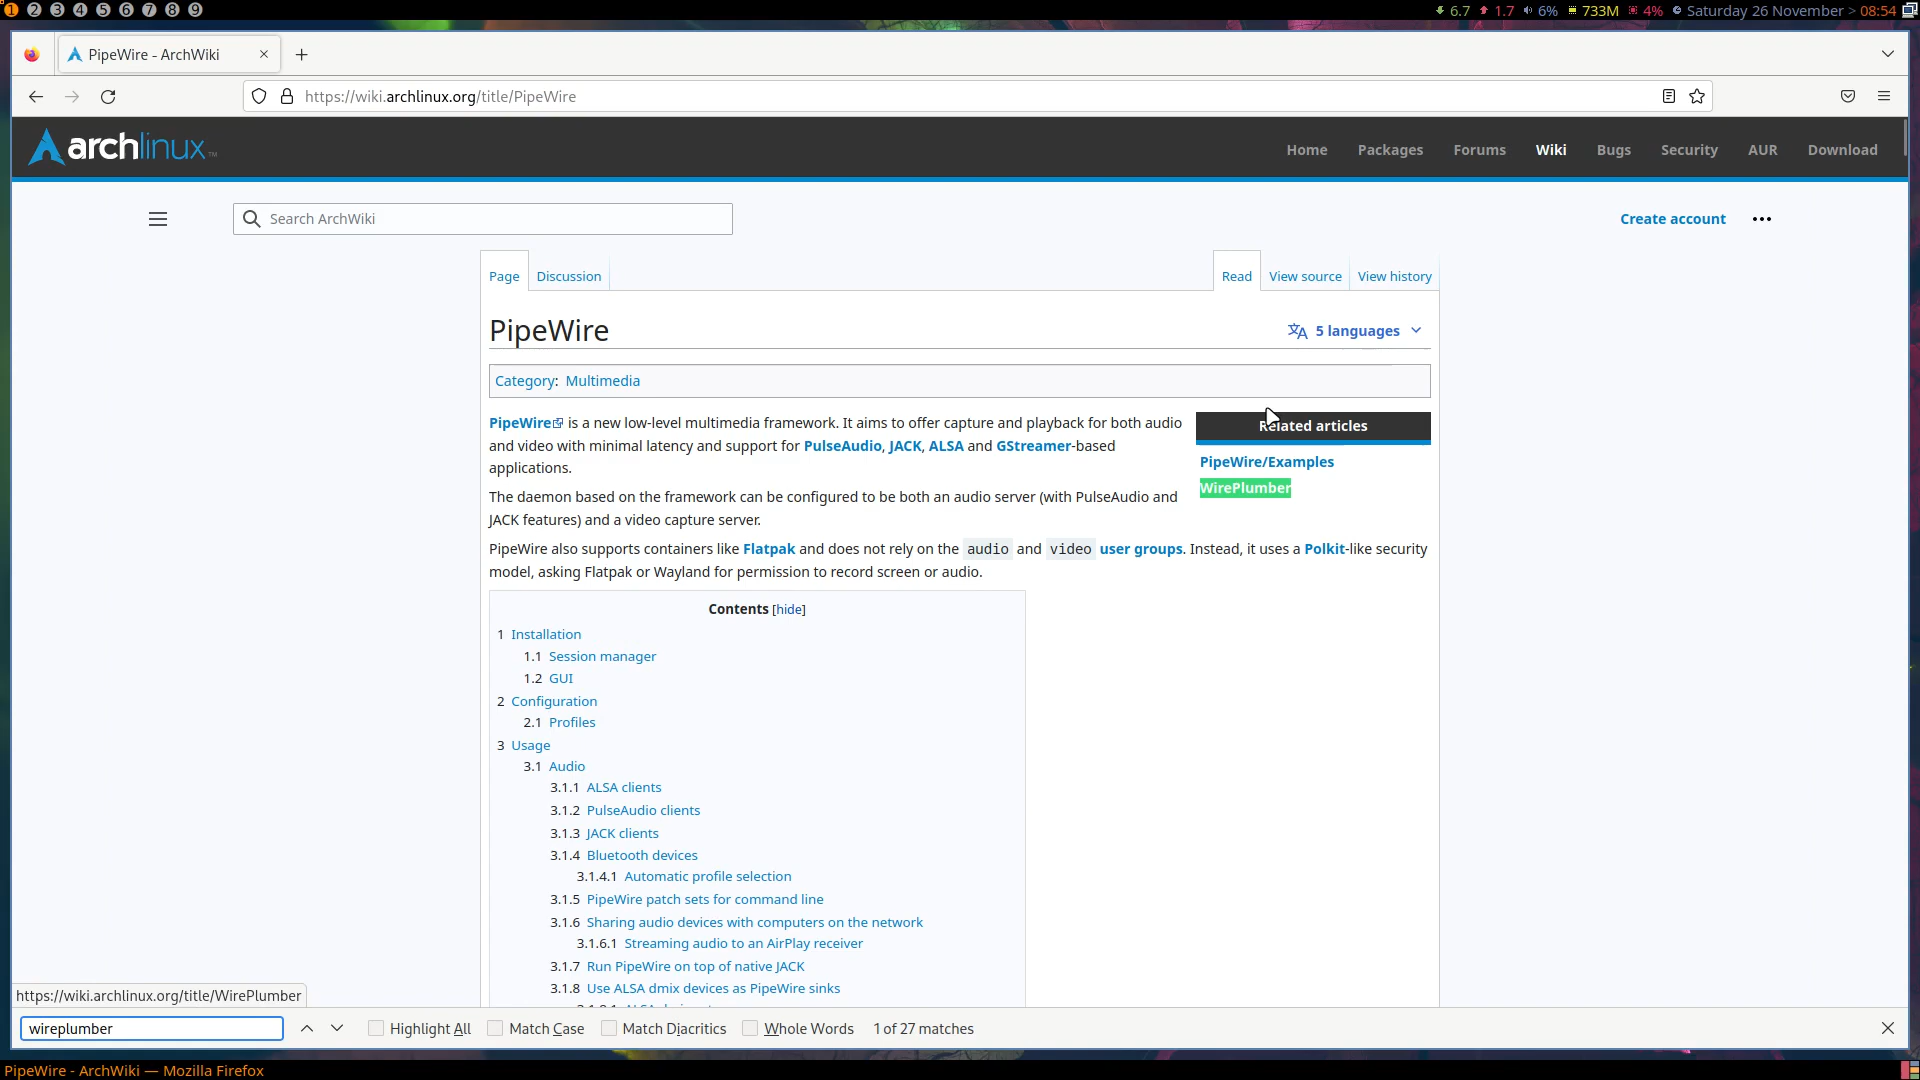 1 2 3 4 5 6 7 8 9
6.7 1.7 6% 733M 4% Saturday 26 November > 08:54
PipeWire - ArchWiki
https://wiki.archlinux.org/title/PipeWire
archlinux™
Home Packages Forums Wiki Bugs Security AUR Download
Search ArchWiki
Create account
Page Discussion Read View source View history
PipeWire
5 languages
Category: Multimedia
PipeWire is a new low-level multimedia framework. It aims to offer capture and playback for both audio
and video with minimal latency and support for PulseAudio, JACK, ALSA and GStreamer-based
applications.
Related articles
PipeWire/Examples
WirePlumber
The daemon based on the framework can be configured to be both an audio server (with PulseAudio and
JACK features) and a video capture server.
PipeWire also supports containers like Flatpak and does not rely on the audio and video user groups. Instead, it uses a Polkit-like security
model, asking Flatpak or Wayland for permission to record screen or audio.
Contents [hide]
1 Installation
1.1 Session manager
1.2 GUI
2 Configuration
2.1 Profiles
3 Usage
3.1 Audio
3.1.1 ALSA clients
3.1.2 PulseAudio clients
3.1.3 JACK clients
3.1.4 Bluetooth devices
3.1.4.1 Automatic profile selection
3.1.5 PipeWire patch sets for command line
3.1.6 Sharing audio devices with computers on the network
3.1.6.1 Streaming audio to an AirPlay receiver
3.1.7 Run PipeWire on top of native JACK
3.1.8 Use ALSA dmix devices as PipeWire sinks
https://wiki.archlinux.org/title/WirePlumber
wireplumber Highlight All Match Case Match Diacritics Whole Words 1 of 27 matches
PipeWire - ArchWiki — Mozilla Firefox